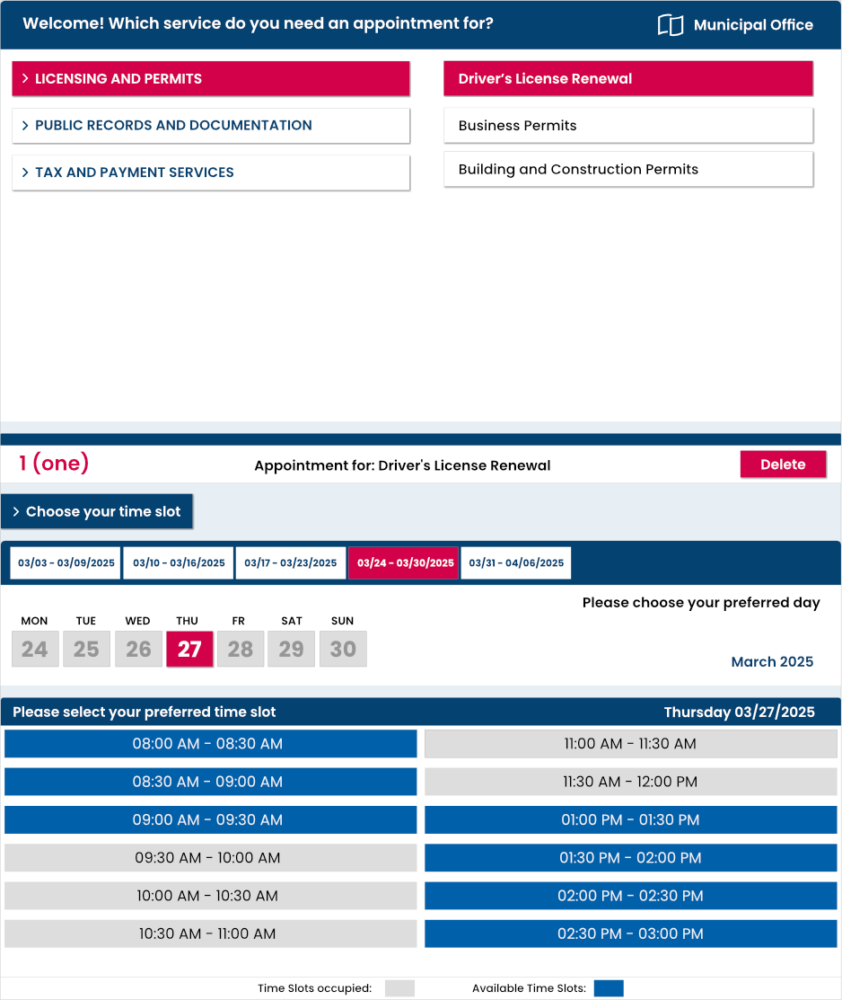 Welcome! Which service do you need an appointment for?
Municipal Office
LICENSING AND PERMITS
PUBLIC RECORDS AND DOCUMENTATION
TAX AND PAYMENT SERVICES
Driver’s License Renewal
Business Permits
Building and Construction Permits
1 (one)
Appointment for: Driver's License Renewal
Delete
Choose your time slot
03/03 - 03/09/2025
03/10 - 03/16/2025
03/17 - 03/23/2025
03/24 - 03/30/2025
03/31 - 04/06/2025
Please choose your preferred day
MON TUE WED THU FR SAT SUN
24 25 26 27 28 29 30
March 2025
Please select your preferred time slot
Thursday 03/27/2025
08:00 AM - 08:30 AM
08:30 AM - 09:00 AM
09:00 AM - 09:30 AM
09:30 AM - 10:00 AM
10:00 AM - 10:30 AM
10:30 AM - 11:00 AM
11:00 AM - 11:30 AM
11:30 AM - 12:00 PM
01:00 PM - 01:30 PM
01:30 PM - 02:00 PM
02:00 PM - 02:30 PM
02:30 PM - 03:00 PM
Time Slots occupied:
Available Time Slots: